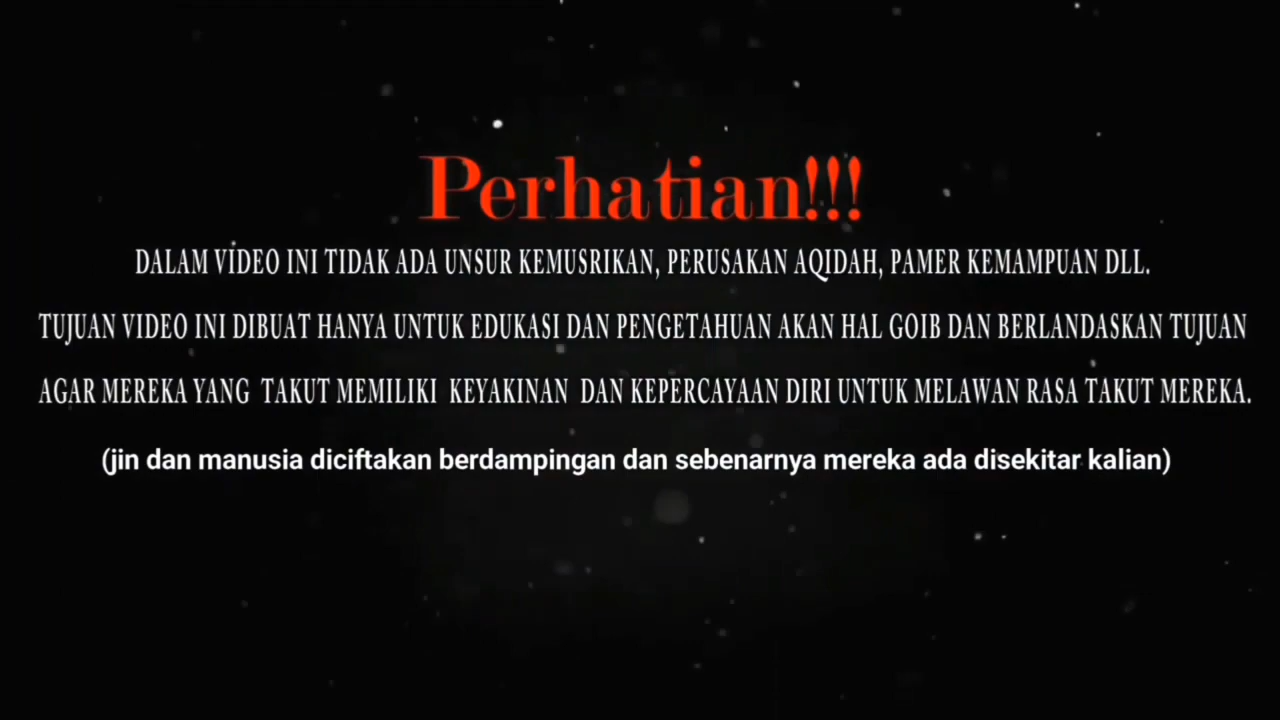 Perhatian!!!
DALAM VIDEO INI TIDAK ADA UNSUR KEMUSRIKAN, PERUSAKAN AQIDAH, PAMER KEMAMPUAN DLL.
TUJUAN VIDEO INI DIBUAT HANYA UNTUK EDUKASI DAN PENGETAHUAN AKAN HAL GOIB DAN BERLANDASKAN TUJUAN
AGAR MEREKA YANG TAKUT MEMILIKI KEYAKINAN DAN KEPERCAYAAN DIRI UNTUK MELAWAN RASA TAKUT MEREKA.
(jin dan manusia diciftakan berdampingan dan sebenarnya mereka ada disekitar kalian)